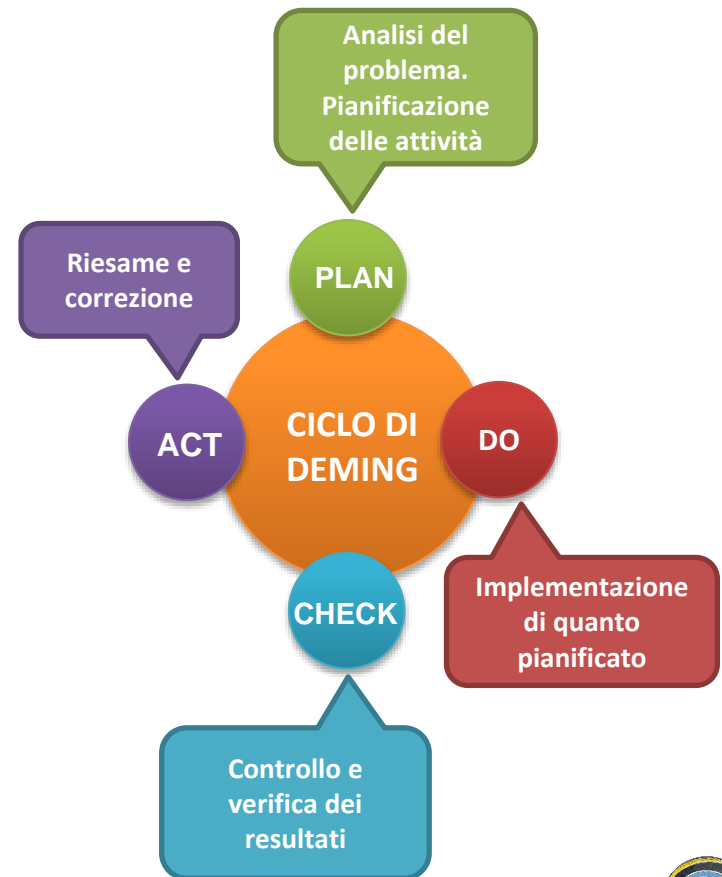 Analisi del
problema.
Pianificazione
delle attività
PLAN
Riesame e
correzione
ACT
CICLO DI
DEMING
DO
CHECK
Implementazione
di quanto
pianificato
Controllo e
verifica dei
resultati